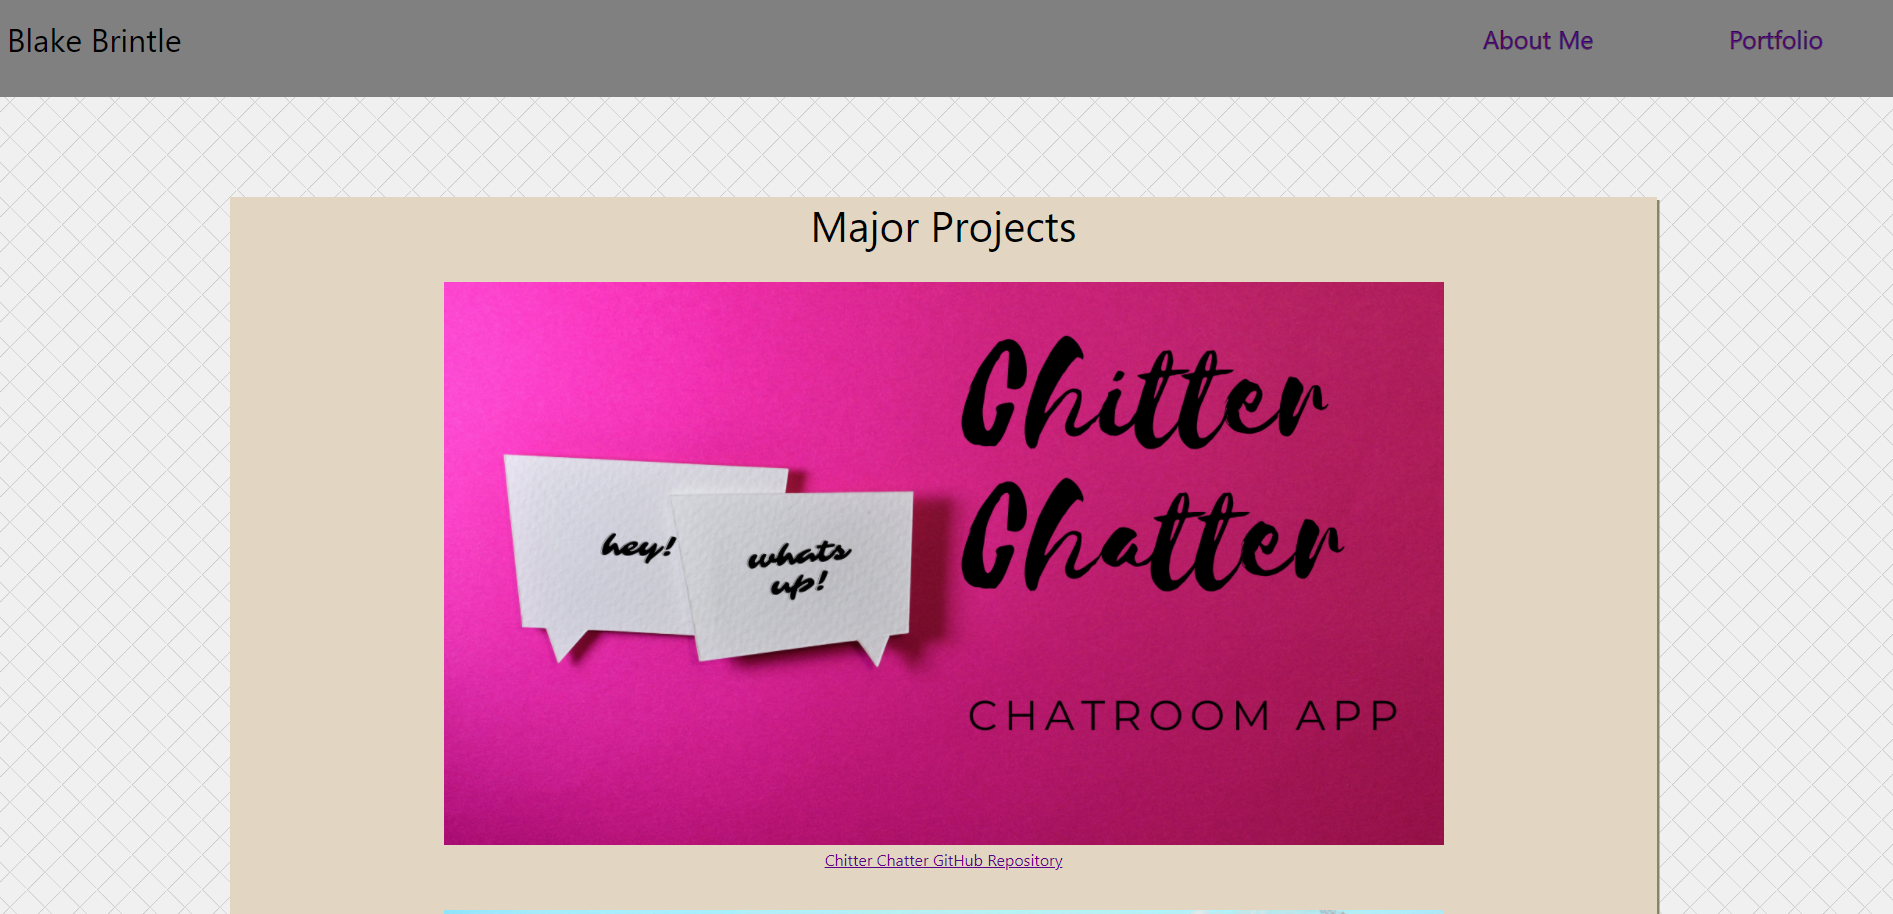 Blake Brintle
About Me
Portfolio
Major Projects
Chitter
Chatter
hey!
whats
up!
CHATROOM APP
Chitter Chatter GitHub Repository